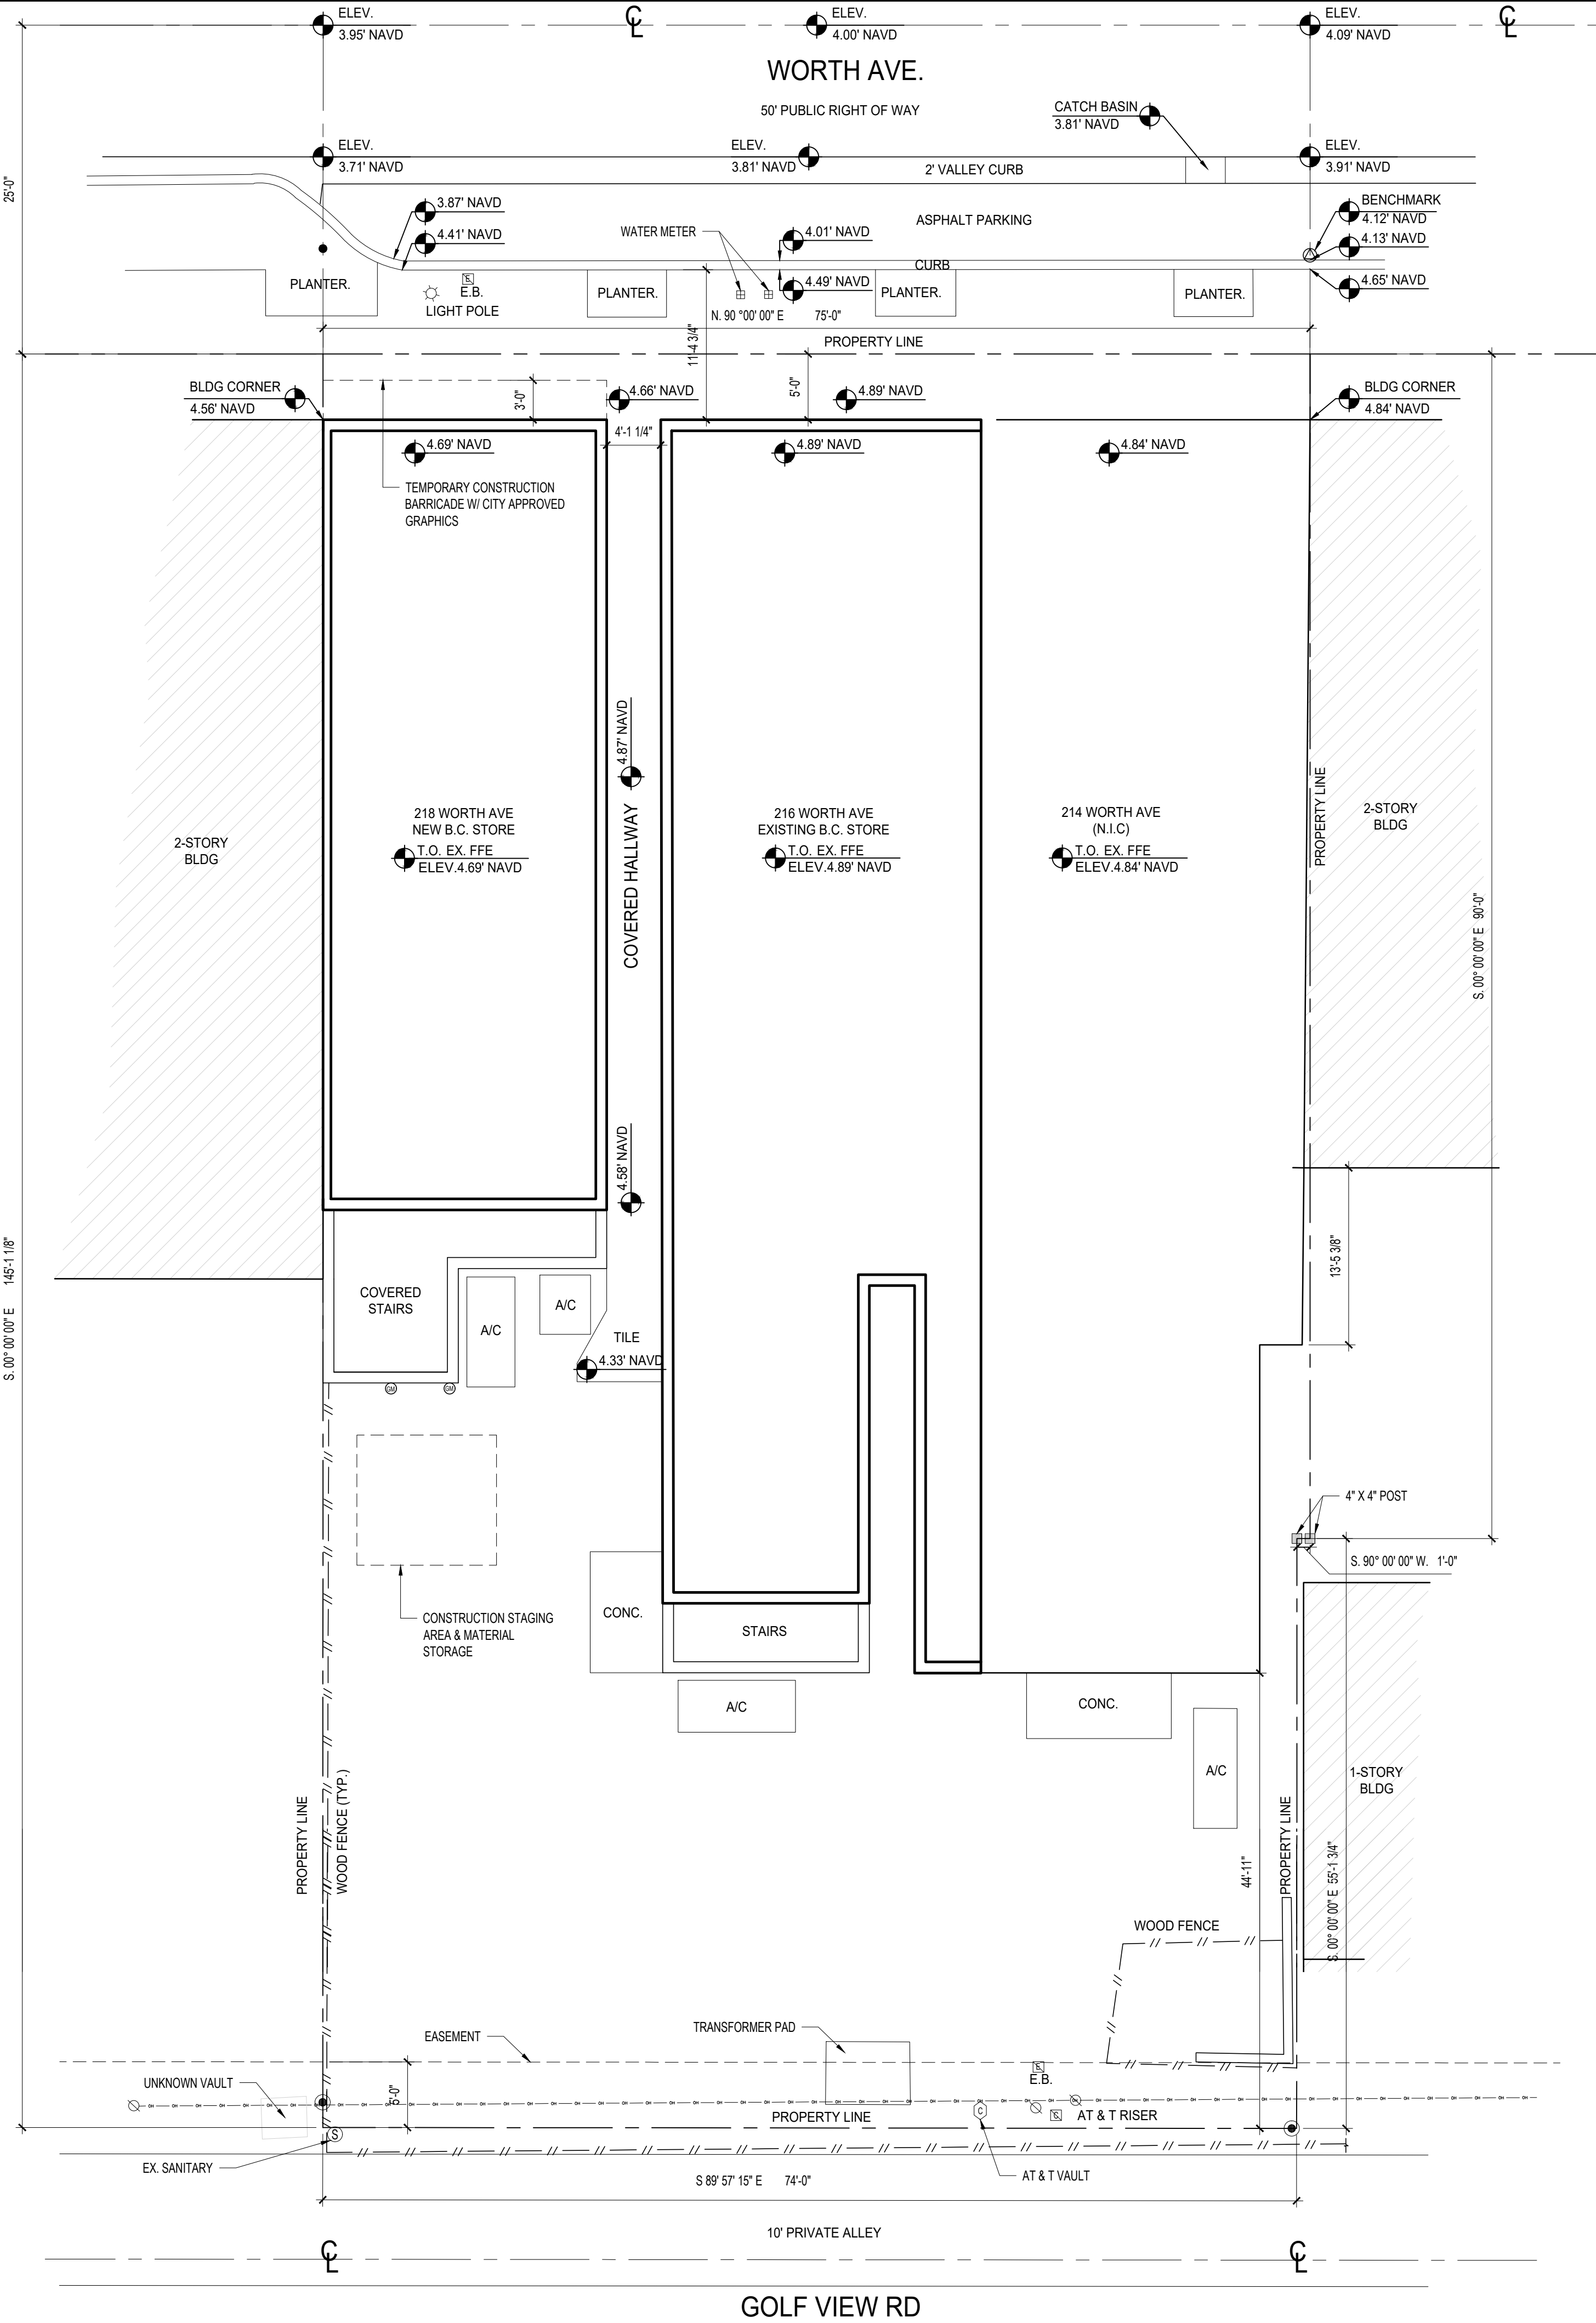 ELEV.
3.95' NAVD
ELEV.
4.00' NAVD
ELEV.
4.09' NAVD
WORTH AVE.
50' PUBLIC RIGHT OF WAY
CATCH BASIN
3.81' NAVD
ELEV.
3.71' NAVD
ELEV.
3.81' NAVD
2' VALLEY CURB
ELEV.
3.91' NAVD
25'-0"
3.87' NAVD
4.41' NAVD
WATER METER
4.01' NAVD
ASPHALT PARKING
BENCHMARK
4.12' NAVD
4.13' NAVD
CURB
4.65' NAVD
PLANTER.
E
E.B.
LIGHT POLE
PLANTER.
4.49' NAVD
PLANTER.
PLANTER.
N. 90 °00' 00" E 75'-0"
11'-4 3/4"
PROPERTY LINE
BLDG CORNER
4.56' NAVD
3'-0"
4.66' NAVD
5'-0"
4.89' NAVD
BLDG CORNER
4.84' NAVD
4'-1 1/4"
4.69' NAVD
4.89' NAVD
4.84' NAVD
TEMPORARY CONSTRUCTION
BARRICADE W/ CITY APPROVED
GRAPHICS
4.87' NAVD
2-STORY
BLDG
218 WORTH AVE
NEW B.C. STORE
T.O. EX. FFE
ELEV.4.69' NAVD
COVERED HALLWAY
216 WORTH AVE
EXISTING B.C. STORE
T.O. EX. FFE
ELEV.4.89' NAVD
214 WORTH AVE
(N.I.C)
T.O. EX. FFE
ELEV.4.84' NAVD
PROPERTY LINE
2-STORY
BLDG
S. 00° 00' 00" E 90'-0"
4.58' NAVD
S. 00° 00' 00" E 145'-1 1/8"
13'-5 3/8"
COVERED
STAIRS
A/C
A/C
TILE
4.33' NAVD
GM
GM
4" X 4" POST
S. 90° 00' 00" W. 1'-0"
CONSTRUCTION STAGING
AREA & MATERIAL
STORAGE
CONC.
STAIRS
A/C
CONC.
A/C
1-STORY
BLDG
PROPERTY LINE
WOOD FENCE (TYP.)
PROPERTY LINE
44'-11"
S. 00° 00' 00" E 55'-1 3/4"
WOOD FENCE
EASEMENT
TRANSFORMER PAD
UNKNOWN VAULT
5'-0"
E
E.B.
OH
PROPERTY LINE
C
AT & T RISER
S
EX. SANITARY
AT & T VAULT
S 89' 57' 15" E 74'-0"
10' PRIVATE ALLEY
GOLF VIEW RD